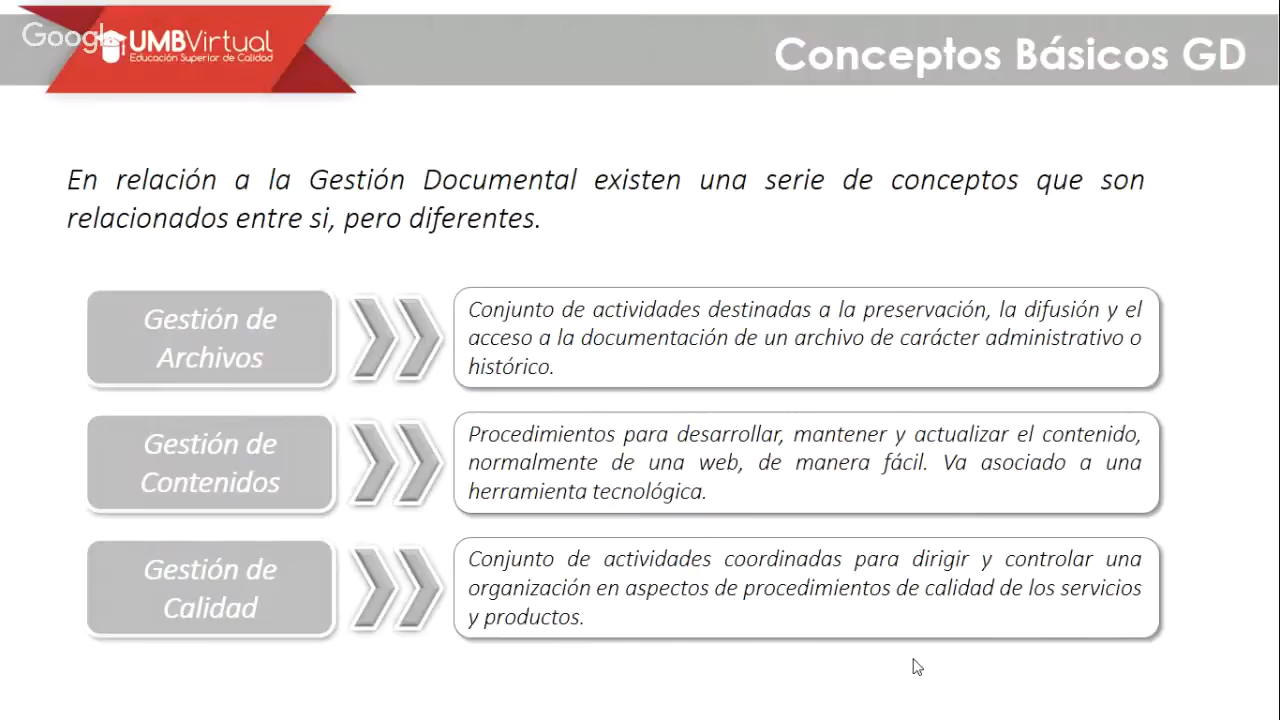 Google
UMBVirtual
Educación Superior de Calidad
Conceptos Básicos GD
En relación a la Gestión Documental existen una serie de conceptos que son
relacionados entre si, pero diferentes.
Gestión de
Archivos
Conjunto de actividades destinadas a la preservación, la difusión y el
acceso a la documentación de un archivo de carácter administrativo o
histórico.
Gestión de
Contenidos
Procedimientos para desarrollar, mantener y actualizar el contenido,
normalmente de una web, de manera fácil. Va asociado a una
herramienta tecnológica.
Gestión de
Calidad
Conjunto de actividades coordinadas para dirigir y controlar una
organización en aspectos de procedimientos de calidad de los servicios
y productos.